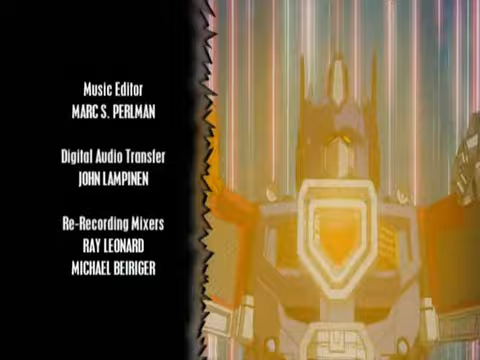 Music Editor
MARC S. PERLMAN
Digital Audio Transfer
JOHN LAMPINEN
Re-Recording Mixers
RAY LEONARD
MICHAEL BEIRIGER